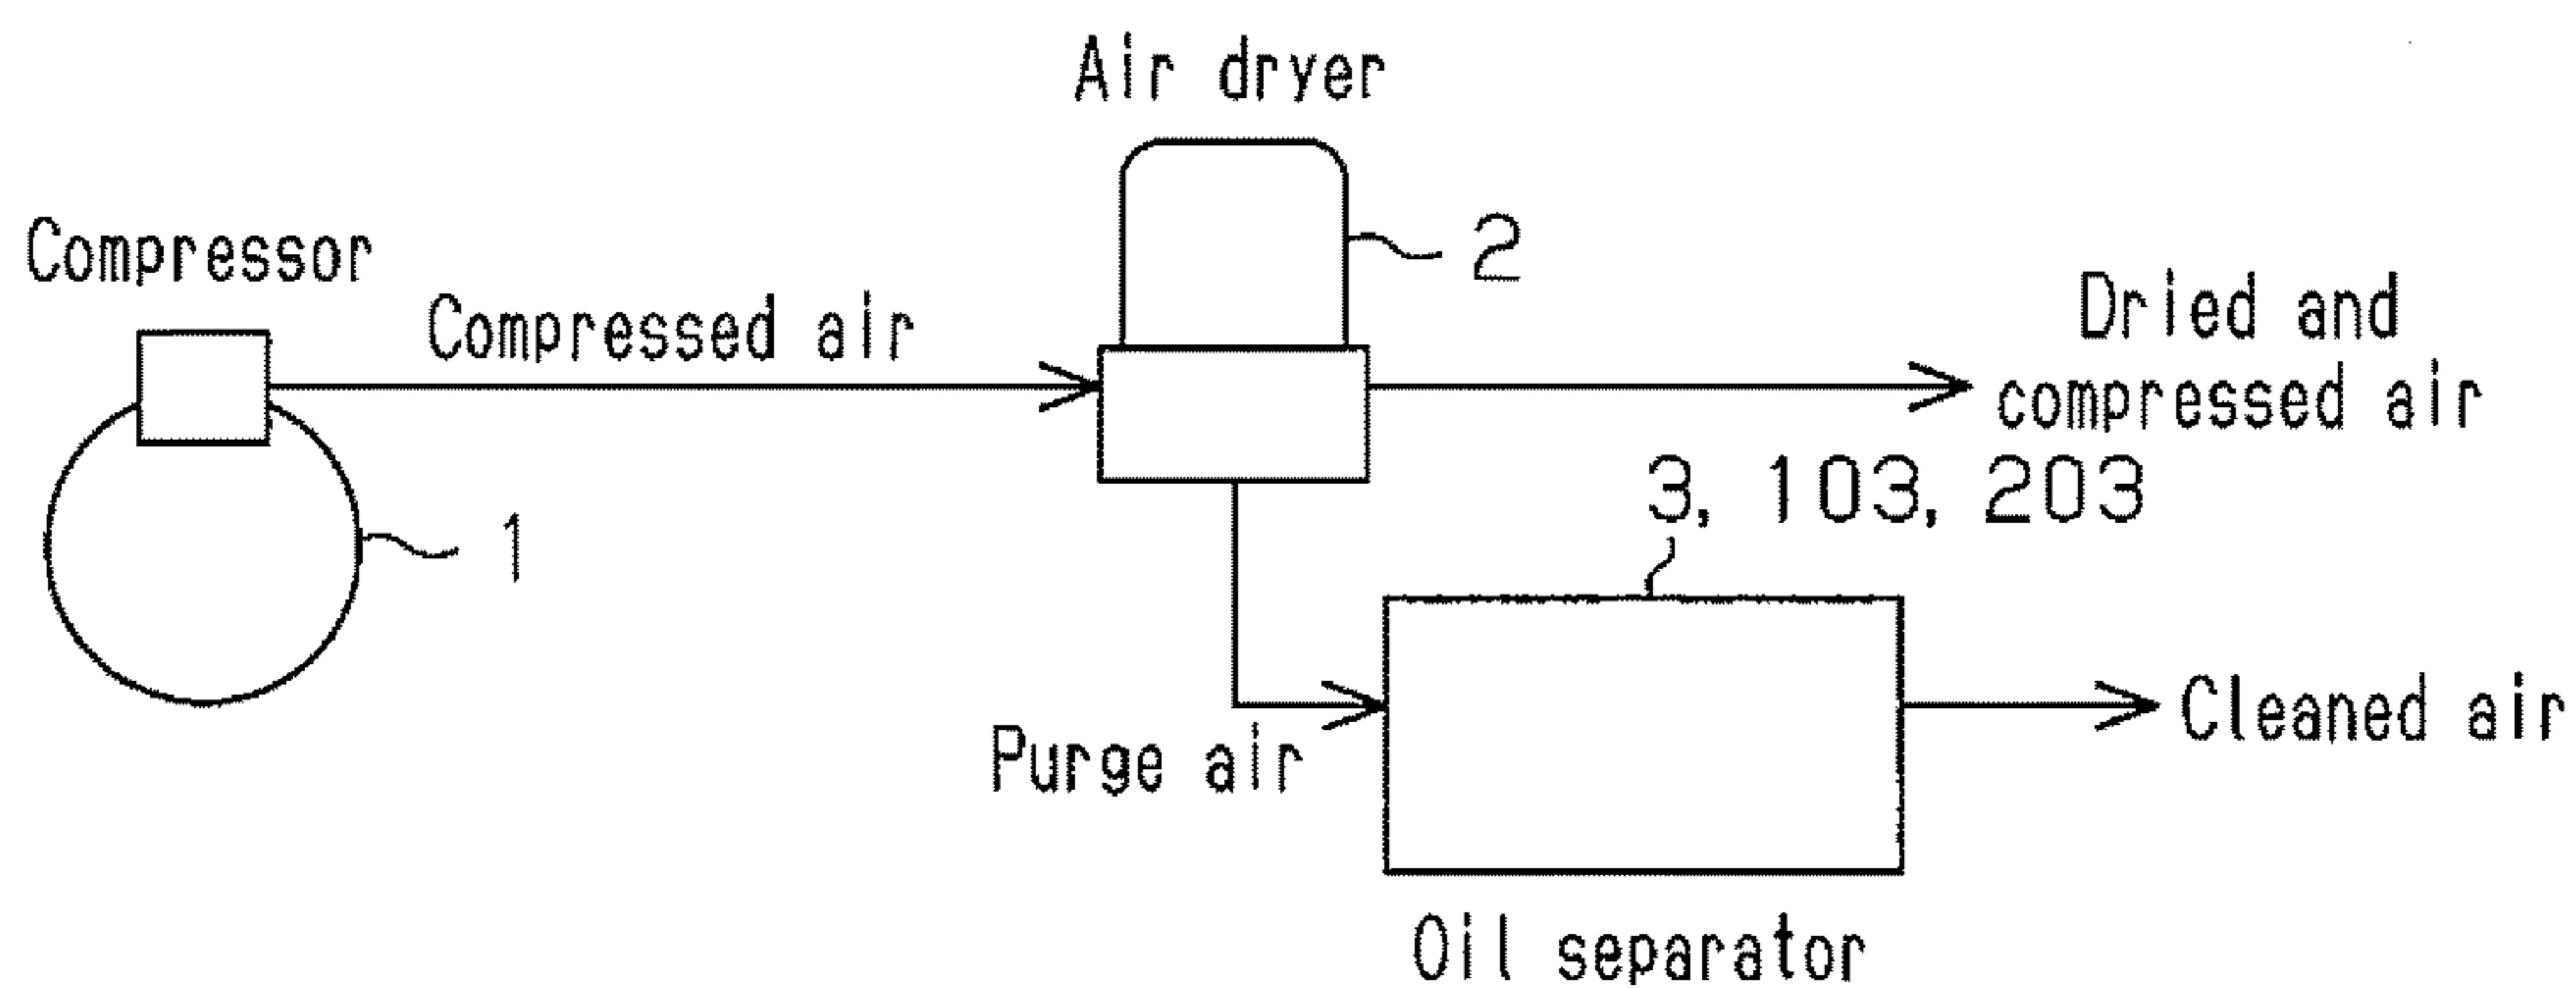 Air dryer
2
Compressor
Compressed air
Dried and
compressed air
1
3, 103, 203
Purge air
Cleaned air
Oil separator